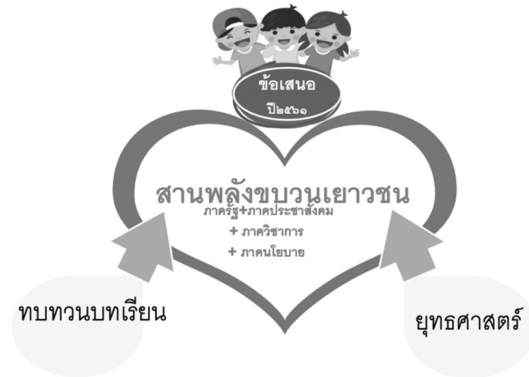 ข้อเสนอ
ปี๒๕๖๑
สานพลังขบวนเยาวชน
ภาครัฐ+ภาคประชาสังคม
+ ภาควิชาการ
+ ภาคนโยบาย
ทบทวนบทเรียน
ยุทธศาสตร์